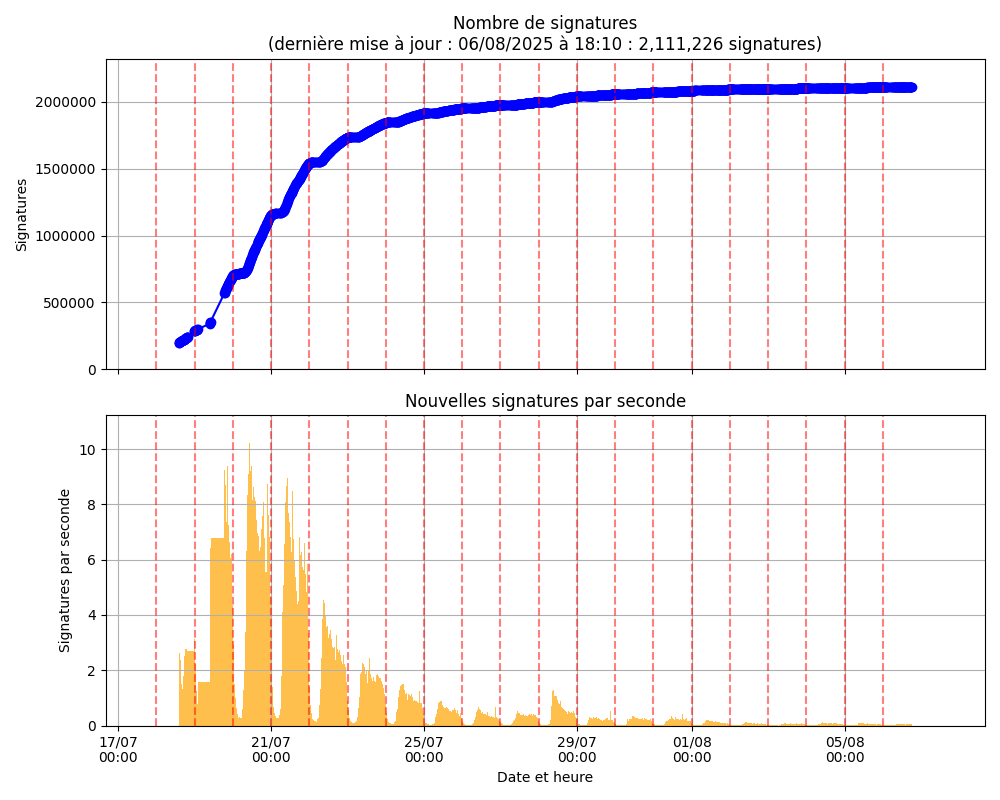 Nombre de signatures
(dernière mise à jour : 06/08/2025 à 18:10 : 2,111,226 signatures)
2000000
1500000
1000000
500000
0
Signatures
Nouvelles signatures par seconde
10
8
6
4
2
0
Signatures par seconde
17/07 21/07 25/07 29/07 01/08 05/08
00:00 00:00 00:00 00:00 00:00 00:00
Date et heure